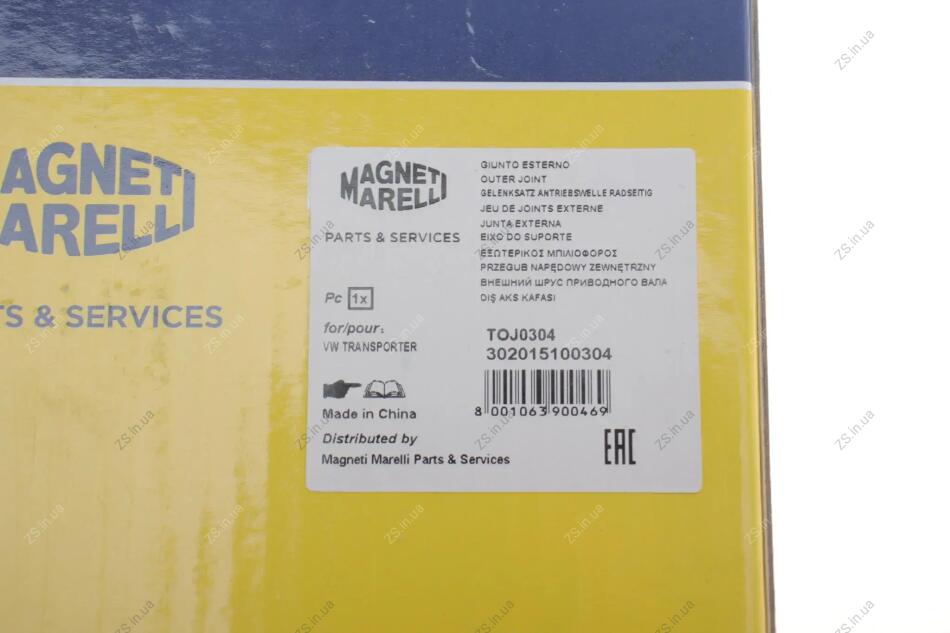 MAGNETI
MARELLI
PARTS & SERVICES
AGNETI
ARELLI
TS & SERVICES
GIUNTO ESTERNO
OUTER JOINT
GELENKSATZ ANTRIEBSWELLE RADSEITIG
JEU DE JOINTS EXTERNE
JUNTA EXTERNA
EIXO DO SUPORTE
ΕΞΩΤΕΡΙΚΟΣ ΜΠΙΛΙΟΦΟΡΟΣ
PRZEGUB NAPĘDOWY ZEWNĘTRZNY
ВНЕШНИЙ ШРУС ПРИВОДНОГО ВАЛА
DIŞ AKS KAFASI
Pc 1x
for/pour:
VW TRANSPORTER
TOJ0304
302015100304
8 001063 900469
Made in China
Distributed by
Magneti Marelli Parts & Services
EAC
ZS.in.ua